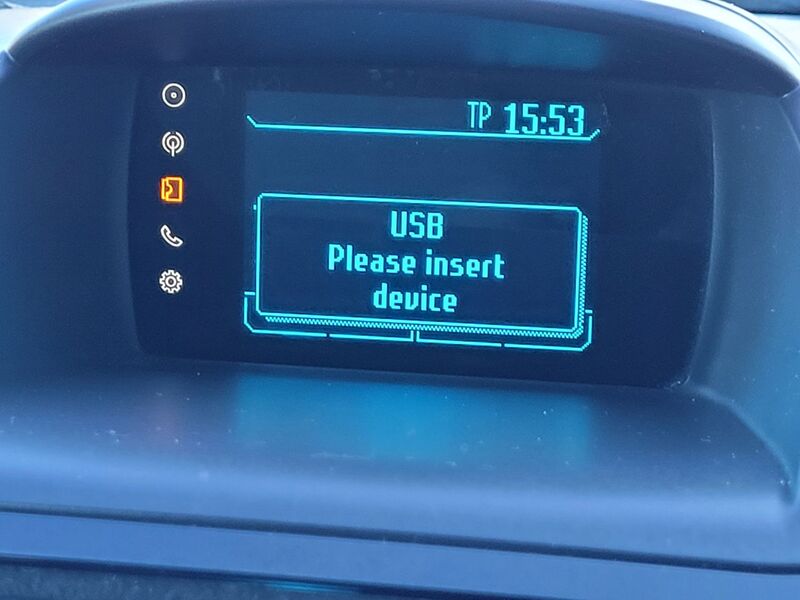 TP 15:53
USB
Please insert
device